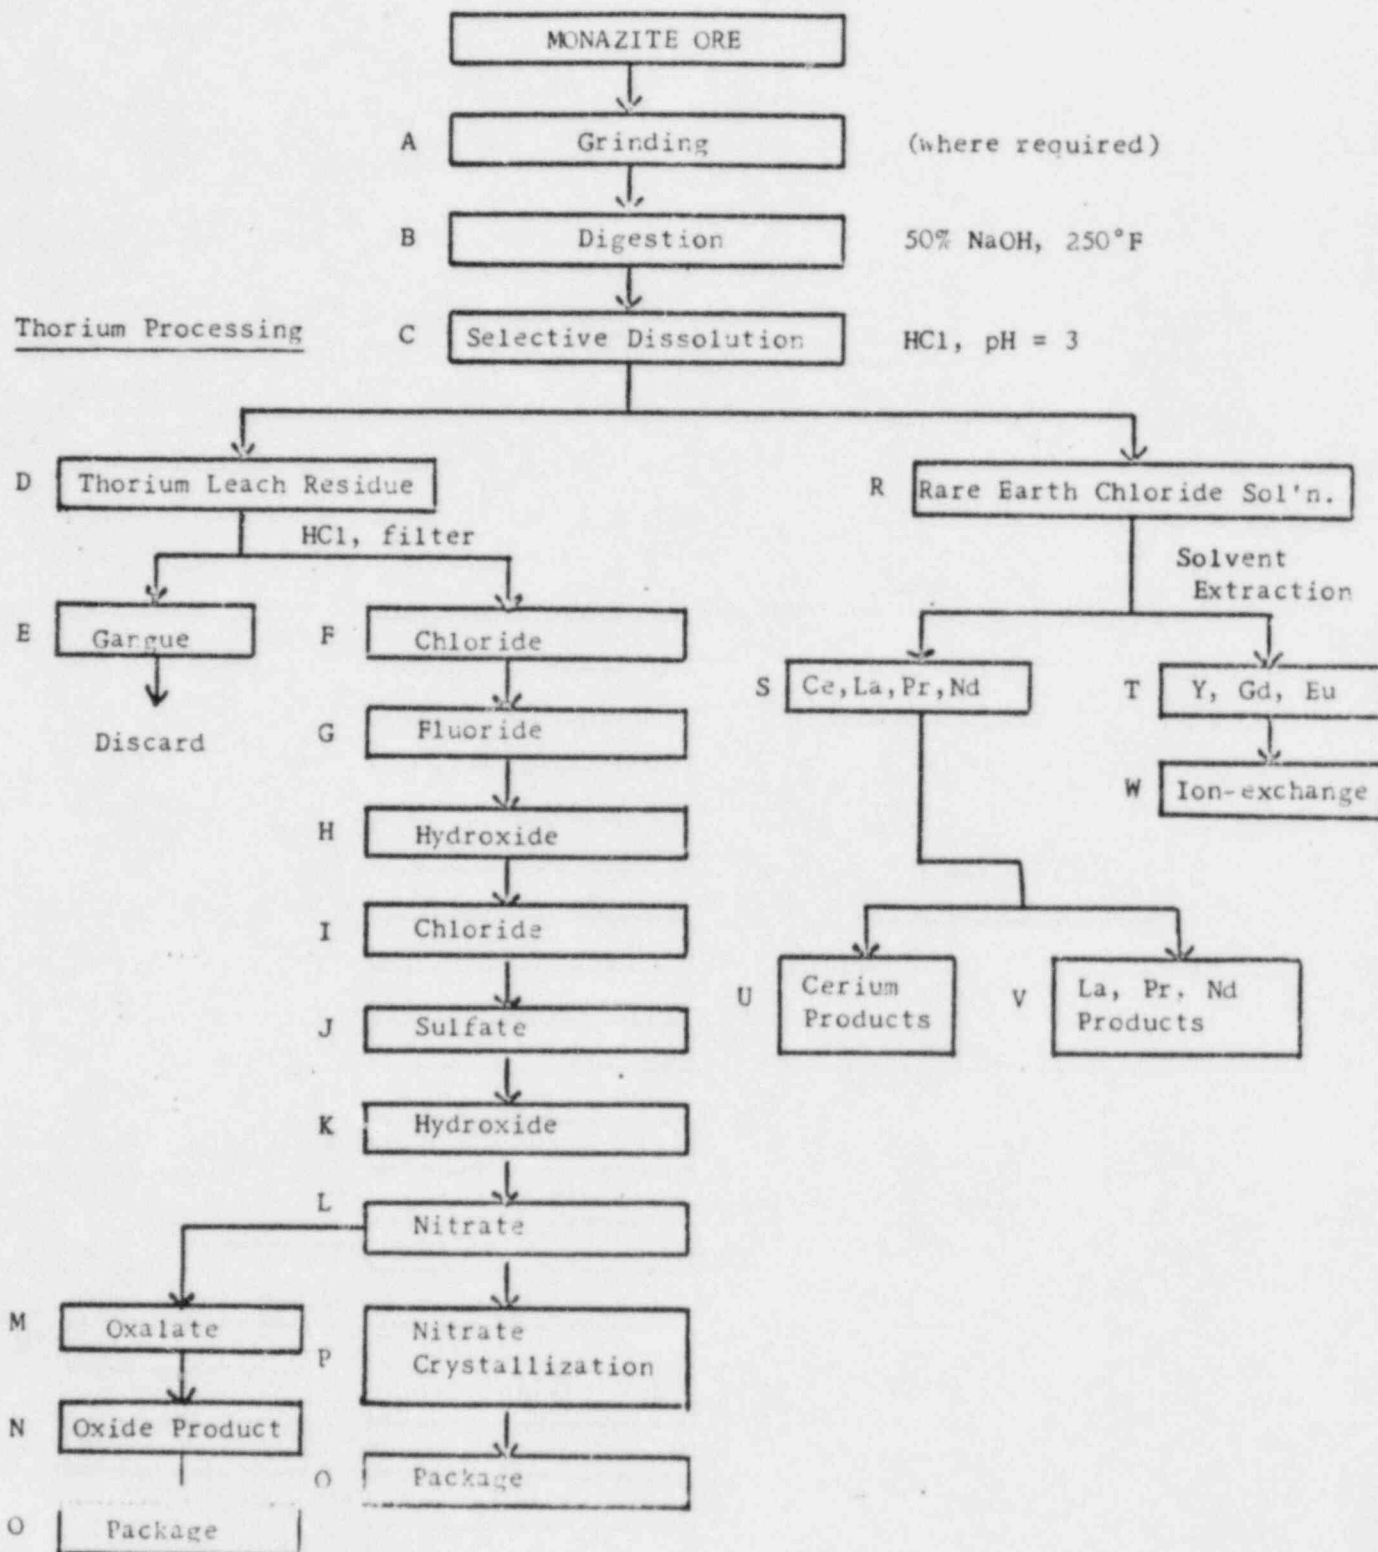 MONAZITE ORE
A Grinding (where required)
B Digestion 50% NaOH, 250°F
Thorium Processing
C Selective Dissolution HCl, pH = 3
D Thorium Leach Residue
R Rare Earth Chloride Sol'n.
HCl, filter
Solvent
Extraction
E Gangue
F Chloride
S Ce,La,Pr,Nd
T Y, Gd, Eu
Discard
G Fluoride
W Ion-exchange
H Hydroxide
I Chloride
U Cerium
Products
V La, Pr, Nd
Products
J Sulfate
K Hydroxide
L Nitrate
M Oxalate
P Nitrate
Crystallization
N Oxide Product
O Package
O Package